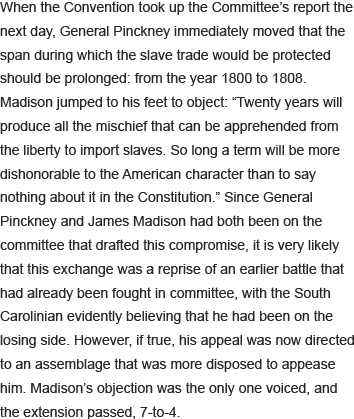 When the Convention took up the Committee’s report the
next day, General Pinckney immediately moved that the
span during which the slave trade would be protected
should be prolonged: from the year 1800 to 1808.
Madison jumped to his feet to object: “Twenty years will
produce all the mischief that can be apprehended from
the liberty to import slaves. So long a term will be more
dishonorable to the American character than to say
nothing about it in the Constitution.” Since General
Pinckney and James Madison had both been on the
committee that drafted this compromise, it is very likely
that this exchange was a reprise of an earlier battle that
had already been fought in committee, with the South
Carolinian evidently believing that he had been on the
losing side. However, if true, his appeal was now directed
to an assemblage that was more disposed to appease
him. Madison’s objection was the only one voiced, and
the extension passed, 7-to-4.